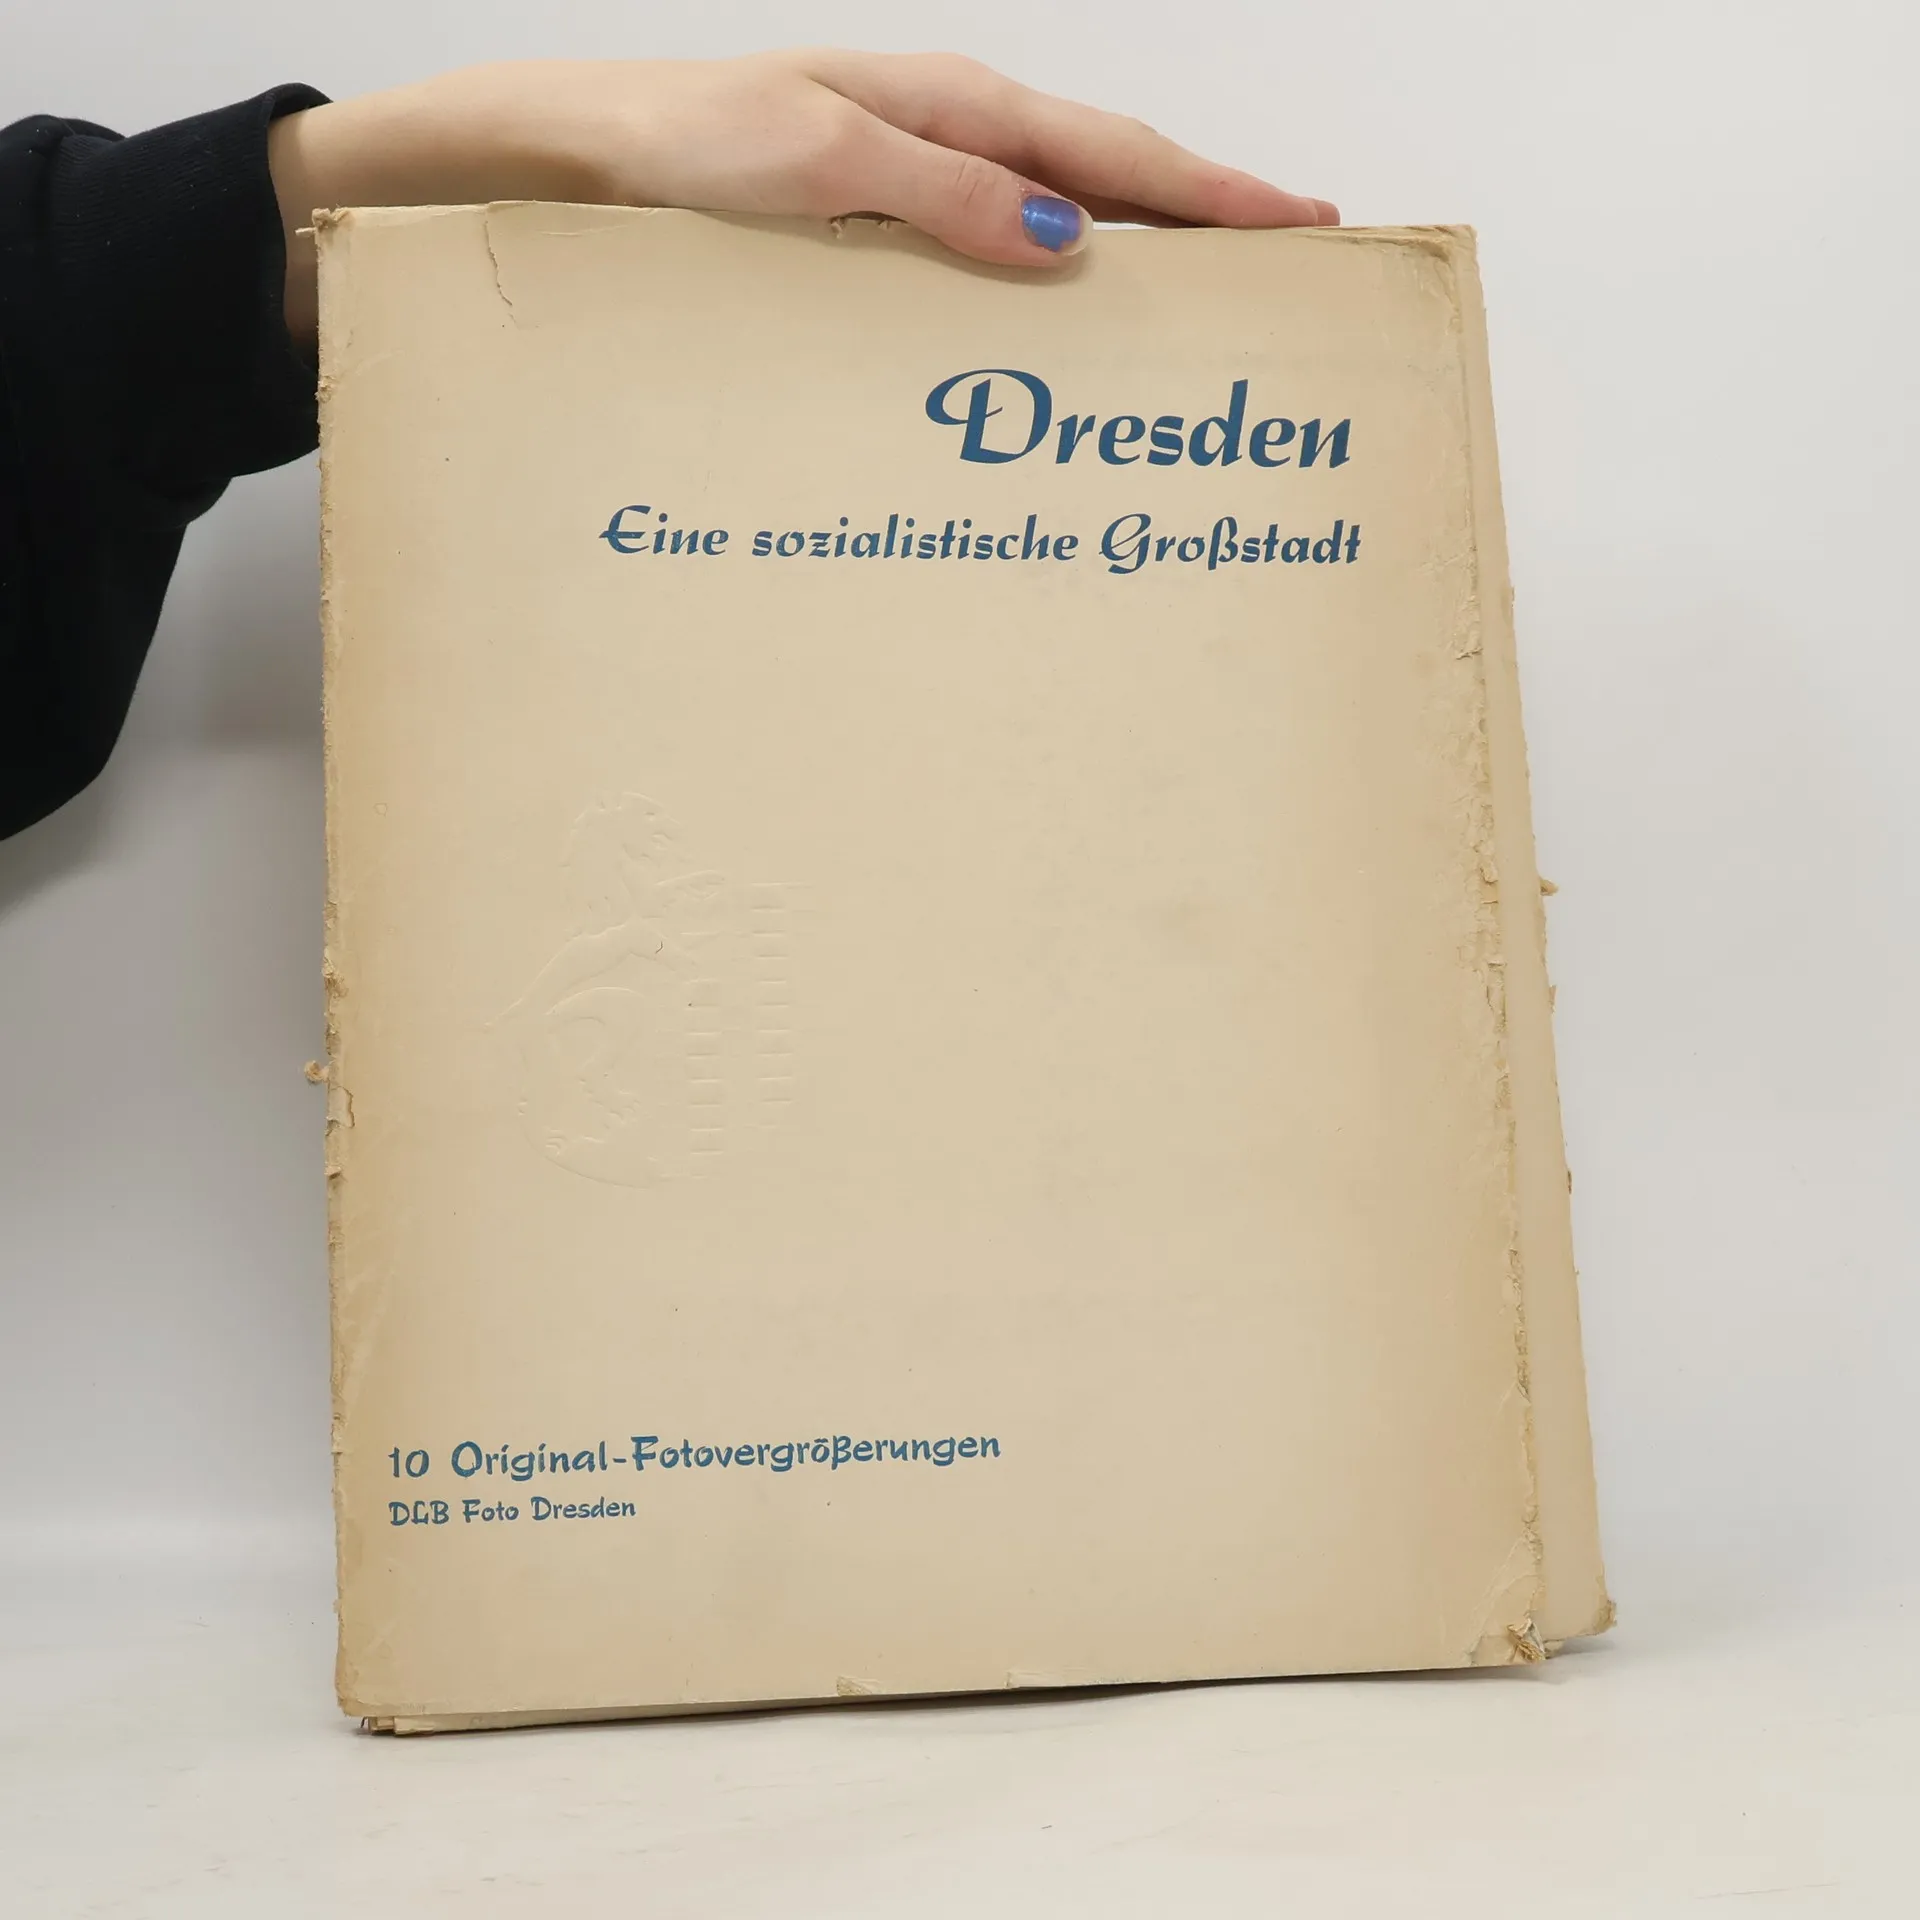 Dresden
Eine sozialistische Großstadt
10 Original-Fotovergrößerungen
DLB Foto Dresden